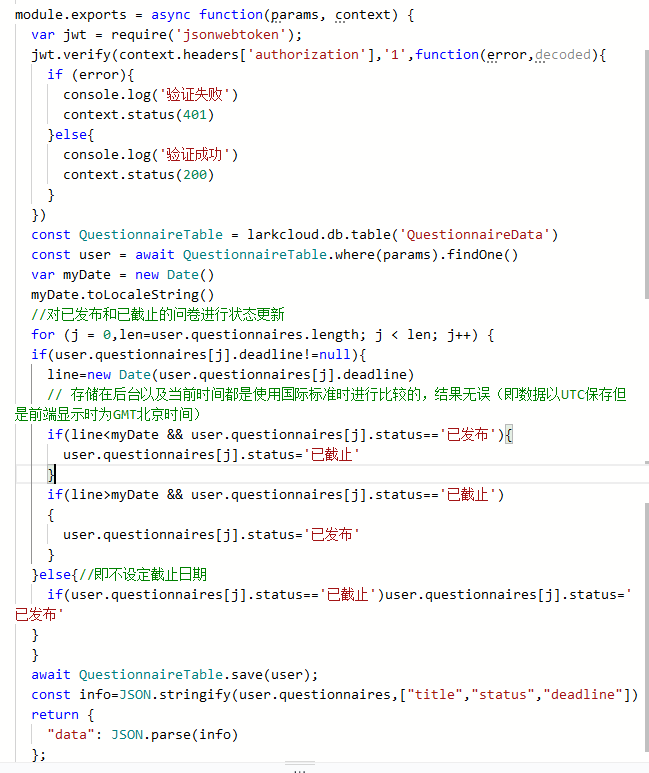 module.exports = async function(params, context) {
var jwt = require('jsonwebtoken');
jwt.verify(context.headers['authorization'],'1',function(error,decoded){
if (error){
console.log('验证失败')
context.status(401)
}else{
console.log('验证成功')
context.status(200)
}
})
const QuestionnaireTable = larkcloud.db.table('QuestionnaireData')
const user = await QuestionnaireTable.where(params).findOne()
var myDate = new Date()
myDate.toLocaleString()
//对已发布和已截止的问卷进行状态更新
for (j = 0,len=user.questionnaires.length; j < len; j++) {
if(user.questionnaires[j].deadline!=null){
line=new Date(user.questionnaires[j].deadline)
// 存储在后台以及当前时间都是使用国际标准时进行比较的，结果无误（即数据以UTC保存但
是前端显示时为GMT北京时间）
if(line<myDate && user.questionnaires[j].status=='已发布'){
user.questionnaires[j].status='已截止'
}
if(line>myDate && user.questionnaires[j].status=='已截止')
{
user.questionnaires[j].status='已发布'
}
}else{//即不设定截止日期
if(user.questionnaires[j].status=='已截止')user.questionnaires[j].status='
已发布'
}
}
await QuestionnaireTable.save(user);
const info=JSON.stringify(user.questionnaires,["title","status","deadline"])
return {
"data": JSON.parse(info)
};